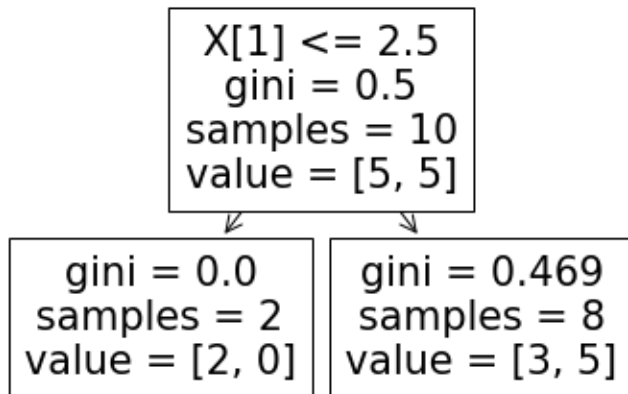 X[1] <= 2.5
gini = 0.5
samples = 10
value = [5, 5]
gini = 0.0
samples = 2
value = [2, 0]
gini = 0.469
samples = 8
value = [3, 5]